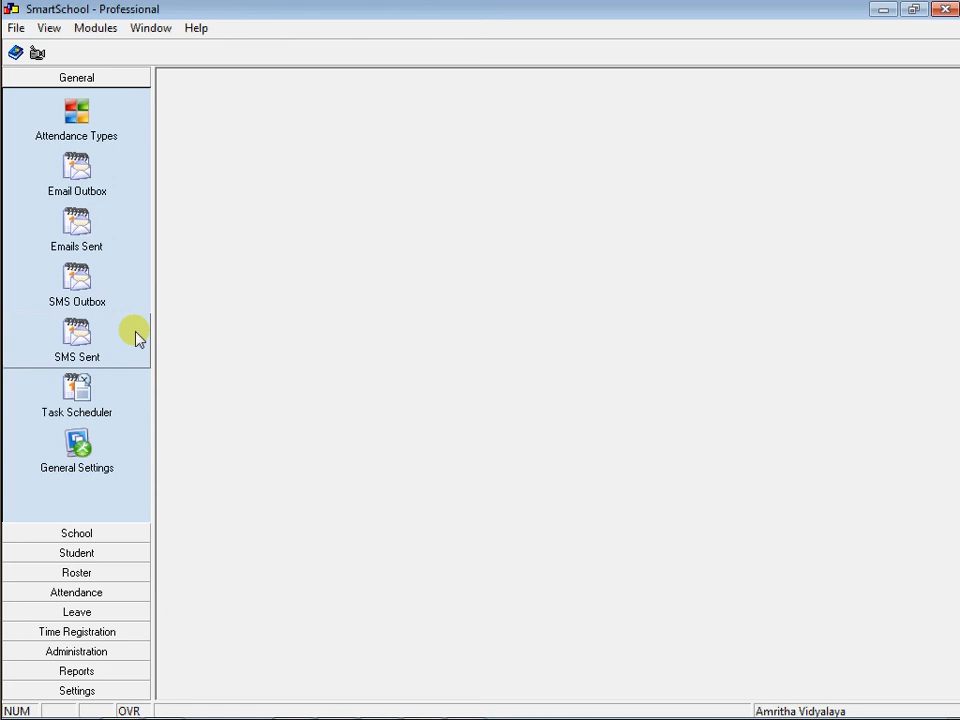 SmartSchool - Professional
File View Modules Window Help
General
Attendance Types
Email Outbox
Emails Sent
SMS Outbox
SMS Sent
Task Scheduler
General Settings
School
Student
Roster
Attendance
Leave
Time Registration
Administration
Reports
Settings
NUM OVR Amritha Vidyalaya